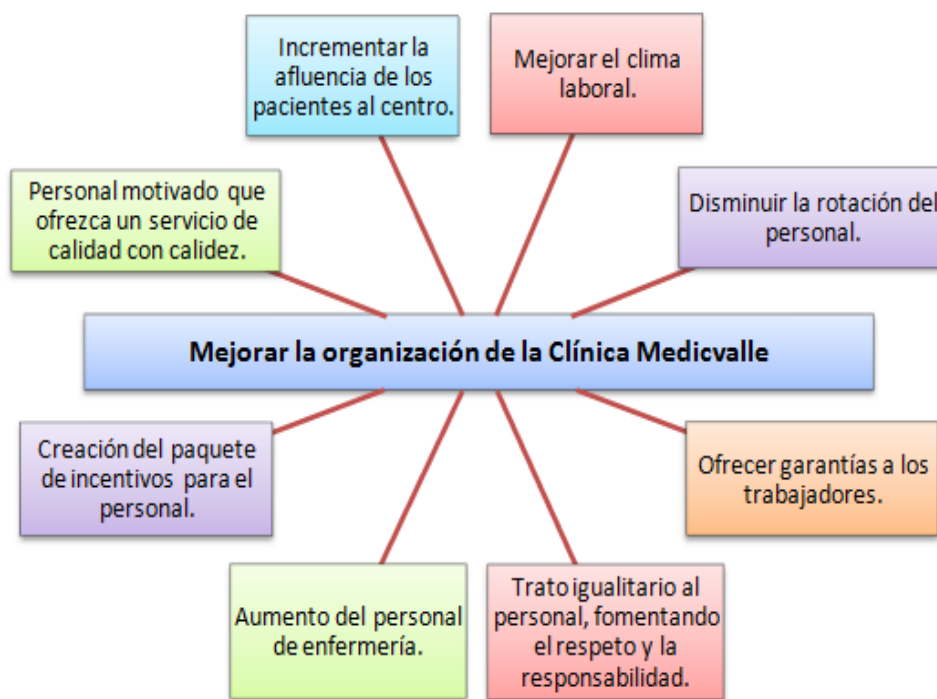 Incrementar la
afluencia de los
pacientes al centro.
Mejorar el clima
laboral.
Personal motivado que
ofrezca un servicio de
calidad con calidez.
Disminuir la rotación del
personal.
Mejorar la organización de la Clínica Medicvalle
Creación del paquete
de incentivos para el
personal.
Ofrecer garantías a los
trabajadores.
Aumento del personal
de enfermería.
Trato igualitario al
personal, fomentando
el respeto y la
responsabilidad.